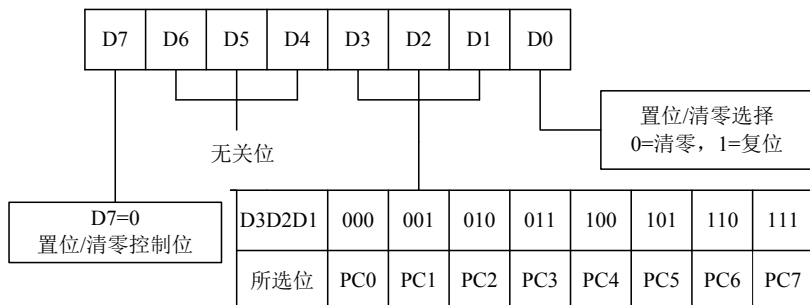 D7 D6 D5 D4 D3 D2 D1 D0
置位/清零选择
0=清零，1=复位
无关位
D7=0
置位/清零控制位
D3D2D1 000 001 010 011 100 101 110 111
所选位 PC0 PC1 PC2 PC3 PC4 PC5 PC6 PC7